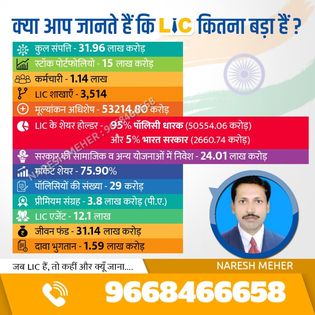 क्या आप जानते हैं कि LIC कितना बड़ा हैं ?
कुल संपत्ति - 31.96 लाख करोड़
स्टॉक पोर्टफोलियो - 15 लाख करोड़
कर्मचारी - 1.14 लाख
LIC शाखाएँ - 3,514
मूल्यांकन अधिशेष - 53214.80 करोड़
LIC के शेयर होल्डर - 95% पॉलिसी धारक (50554.06 करोड़)
और 5% भारत सरकार (2660.74 करोड़)
सरकार की सामाजिक व अन्य योजनाओं में निवेश - 24.01 लाख करोड़
मार्केट शेयर - 75.90%
पॉलिसियों की संख्या - 29 करोड़
प्रीमियम संग्रह - 3.8 लाख करोड़ (पी.ए.)
LIC एजेंट - 12.1 लाख
जीवन फंड - 31.14 लाख करोड़
दावा भुगतान - 1.59 लाख करोड़
NARESH MEHER : 9668466658
जब LIC हैं, तो कहीं और क्यूँ जाना....
NARESH MEHER
9668466658